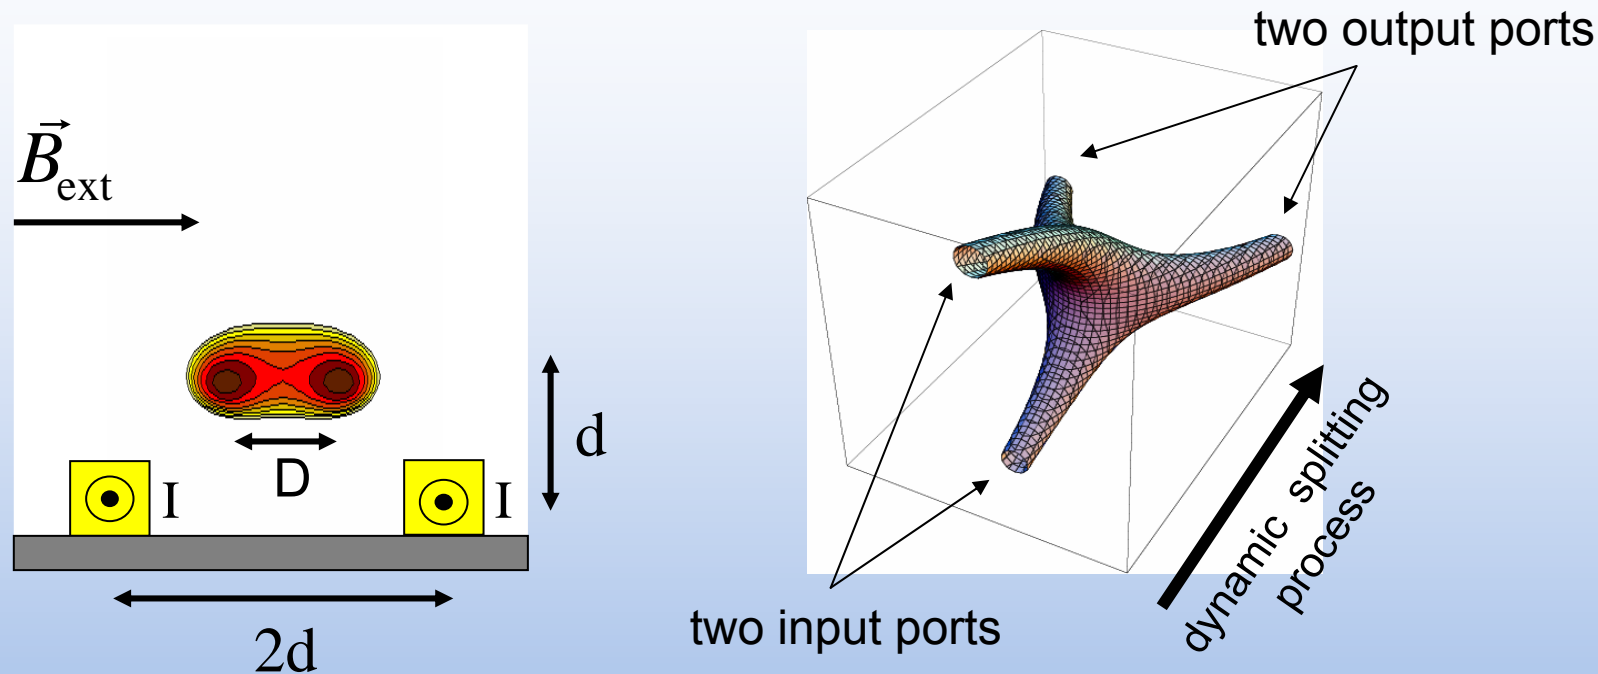 B⃗ext
D
I
I
d
2d
two output ports
two input ports
dynamic splitting
process